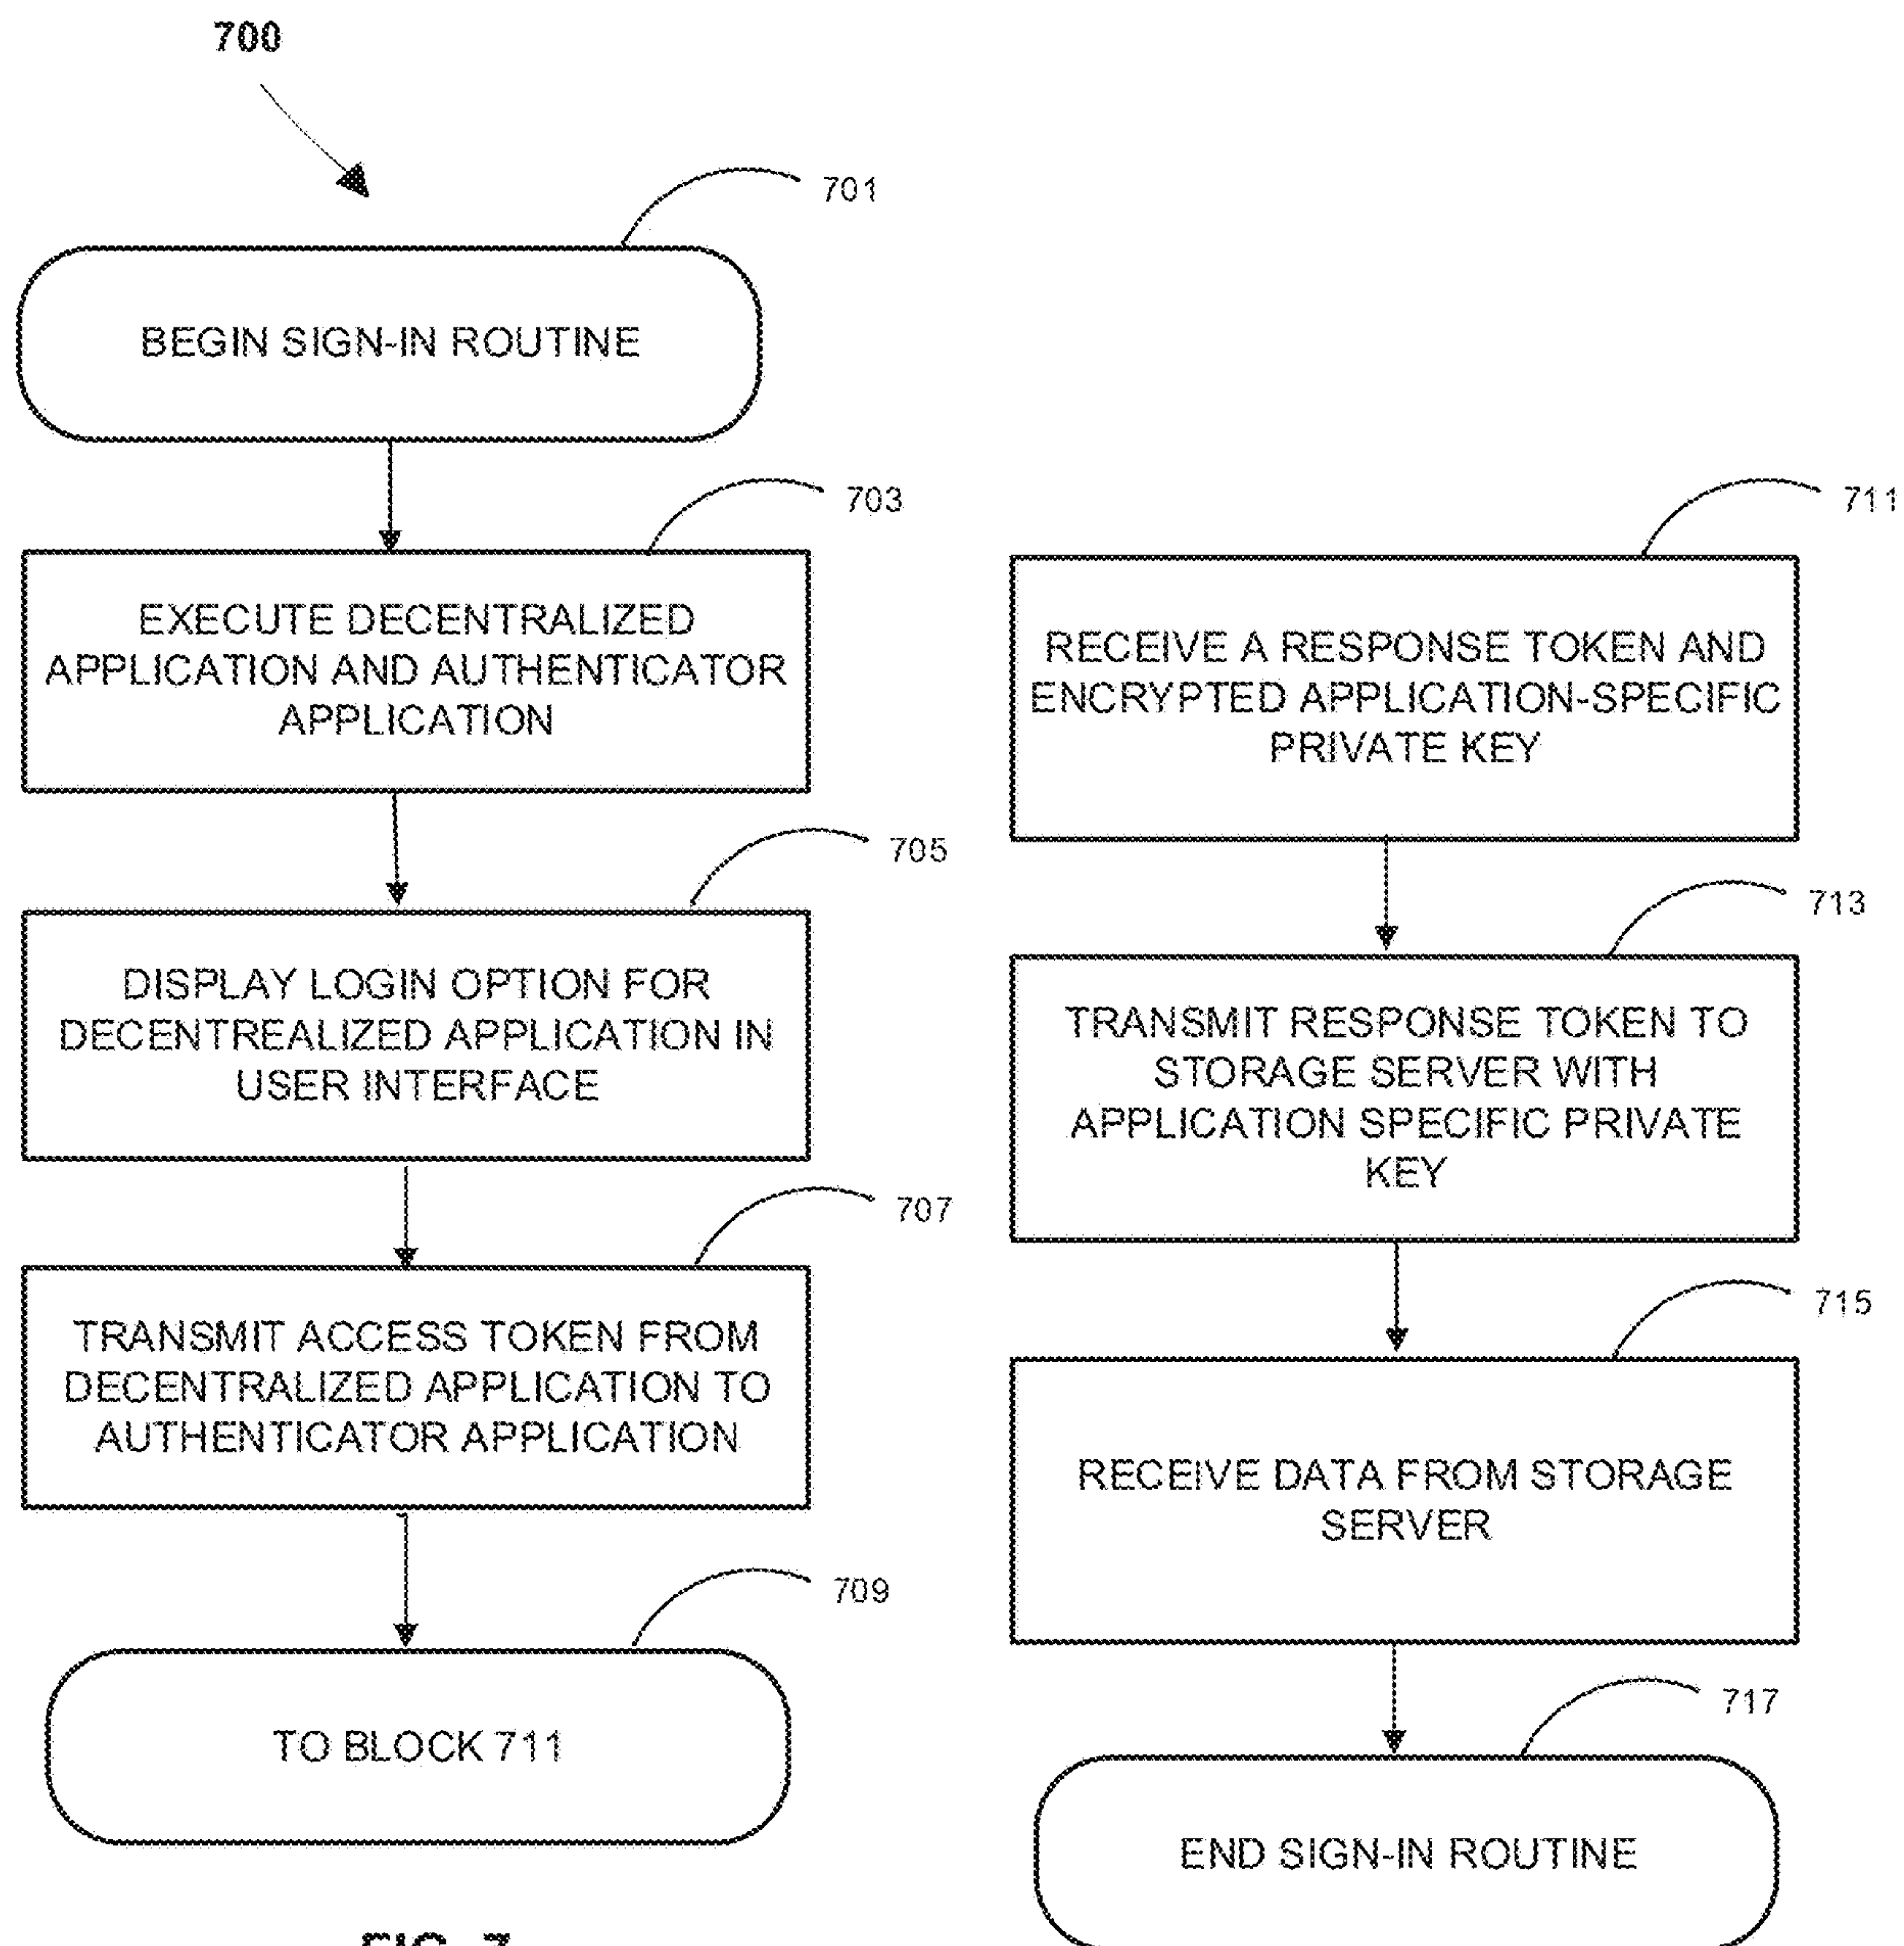 700
701
BEGIN SIGN-IN ROUTINE
703
EXECUTE DECENTRALIZED
APPLICATION AND AUTHENTICATOR
APPLICATION
705
DISPLAY LOGIN OPTION FOR
DECENTREALIZED APPLICATION IN
USER INTERFACE
707
TRANSMIT ACCESS TOKEN FROM
DECENTRALIZED APPLICATION TO
AUTHENTICATOR APPLICATION
709
TO BLOCK 711
711
RECEIVE A RESPONSE TOKEN AND
ENCRYPTED APPLICATION-SPECIFIC
PRIVATE KEY
713
TRANSMIT RESPONSE TOKEN TO
STORAGE SERVER WITH
APPLICATION SPECIFIC PRIVATE
KEY
715
RECEIVE DATA FROM STORAGE
SERVER
717
END SIGN-IN ROUTINE
FIG. 7